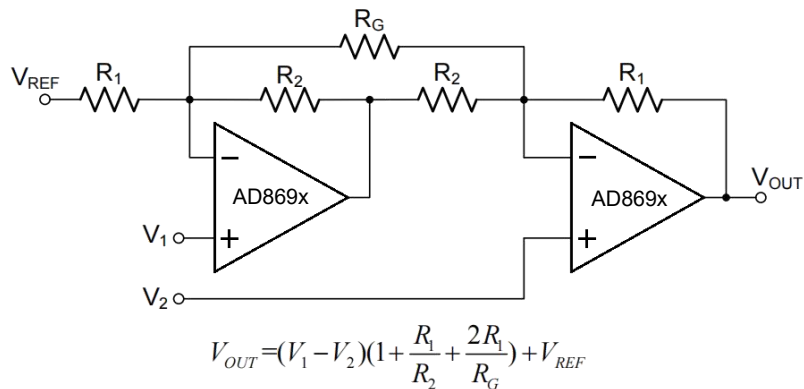 R_G
V_REF R_1 R_2 R_2 R_1
− −
AD869x AD869x V_OUT
V_1 + +
V_2
V_OUT=(V_1−V_2)(1+R_1/R_2+2R_1/R_G)+V_REF